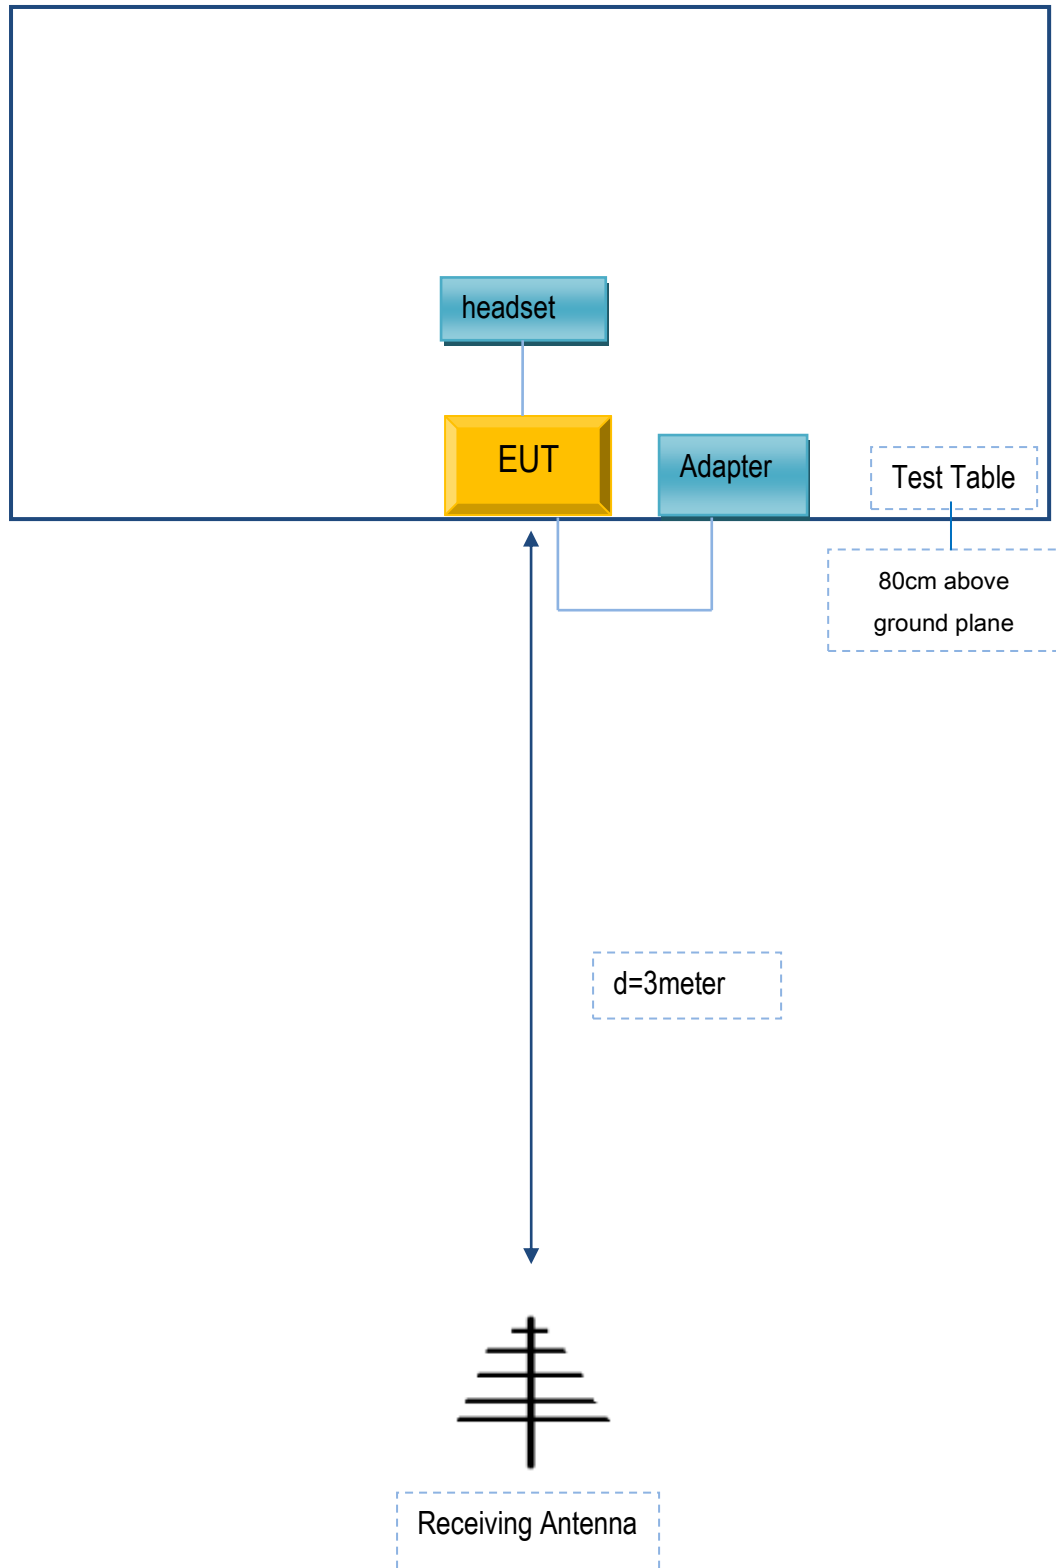 headset
EUT
Adapter
Test Table
80cm above
ground plane
d=3meter
Receiving Antenna